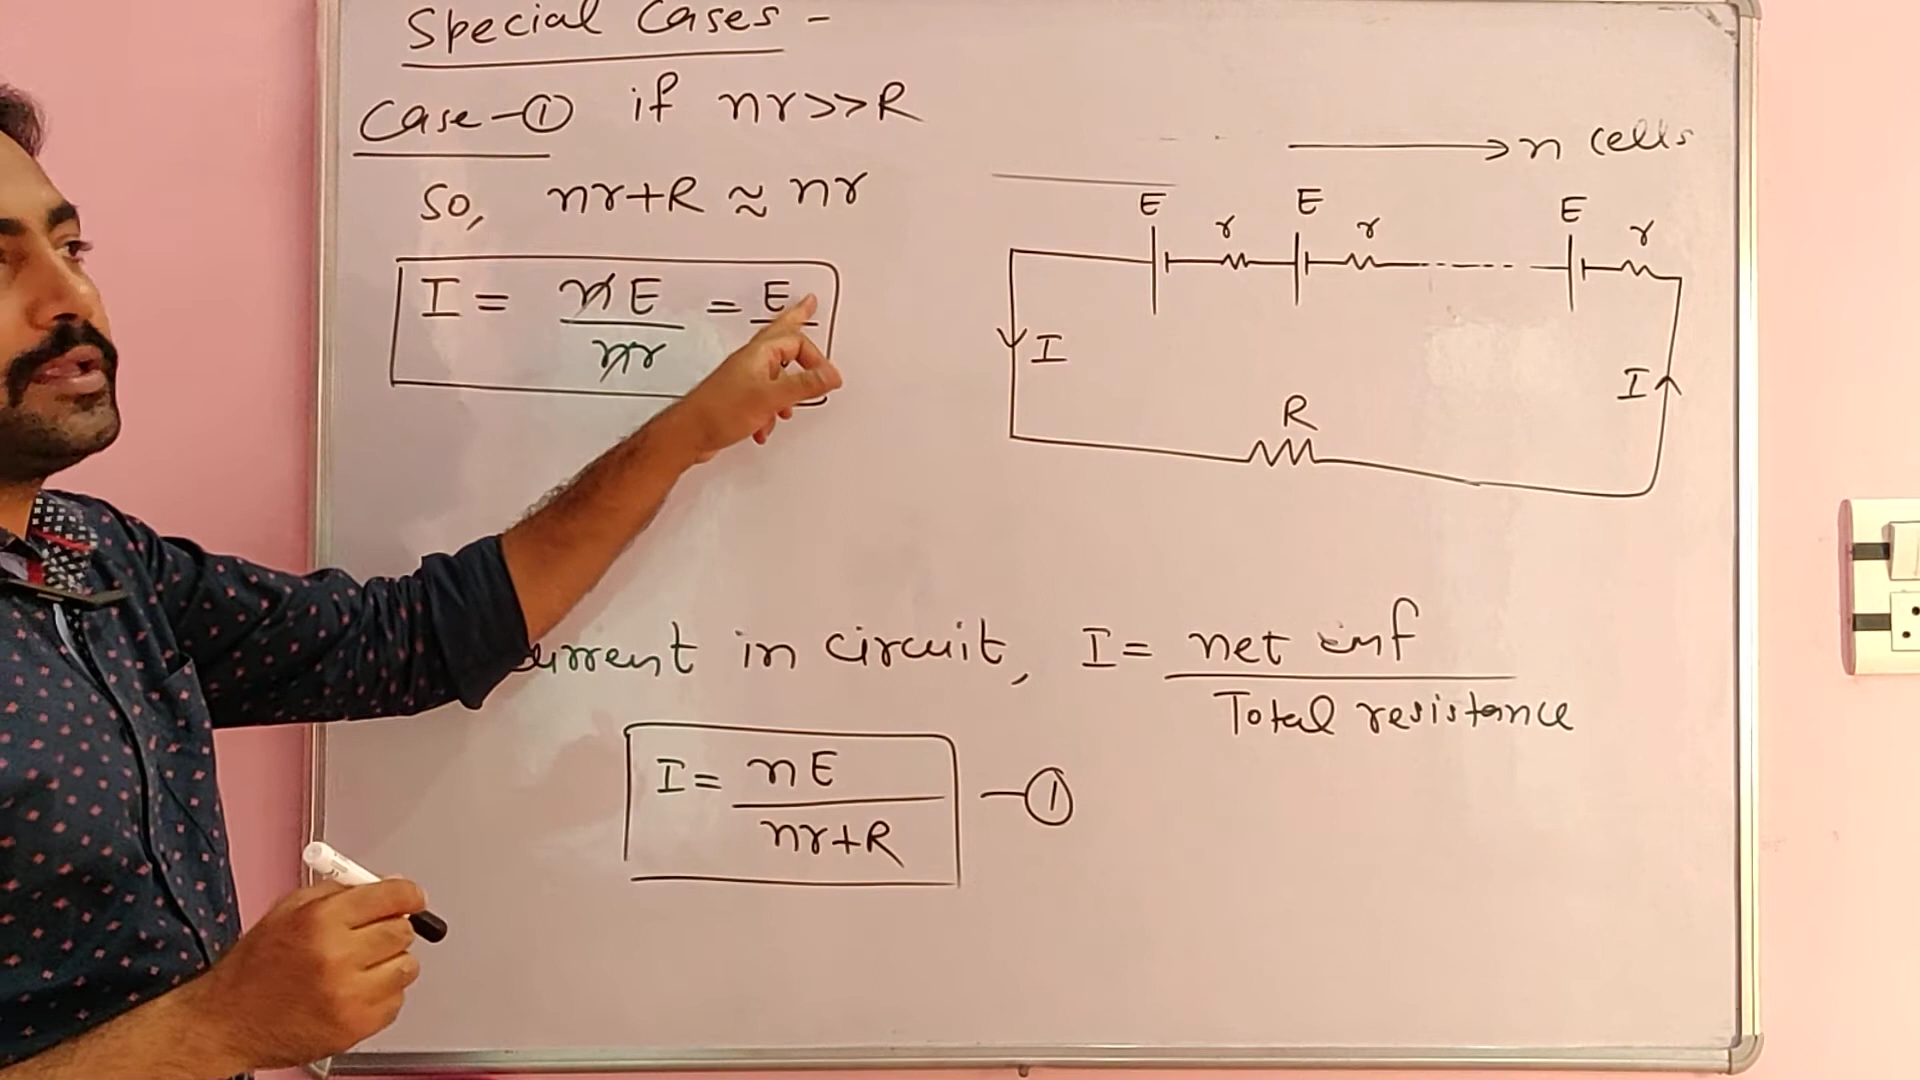 Special Cases -
Case-① if nr>>R
So, nr+R ≈ nr
I = nE/nr = E
→ n cells
E r E r E r
I
I
R
in circuit, I = net emf / Total resistance
I = nE/nr+R -①